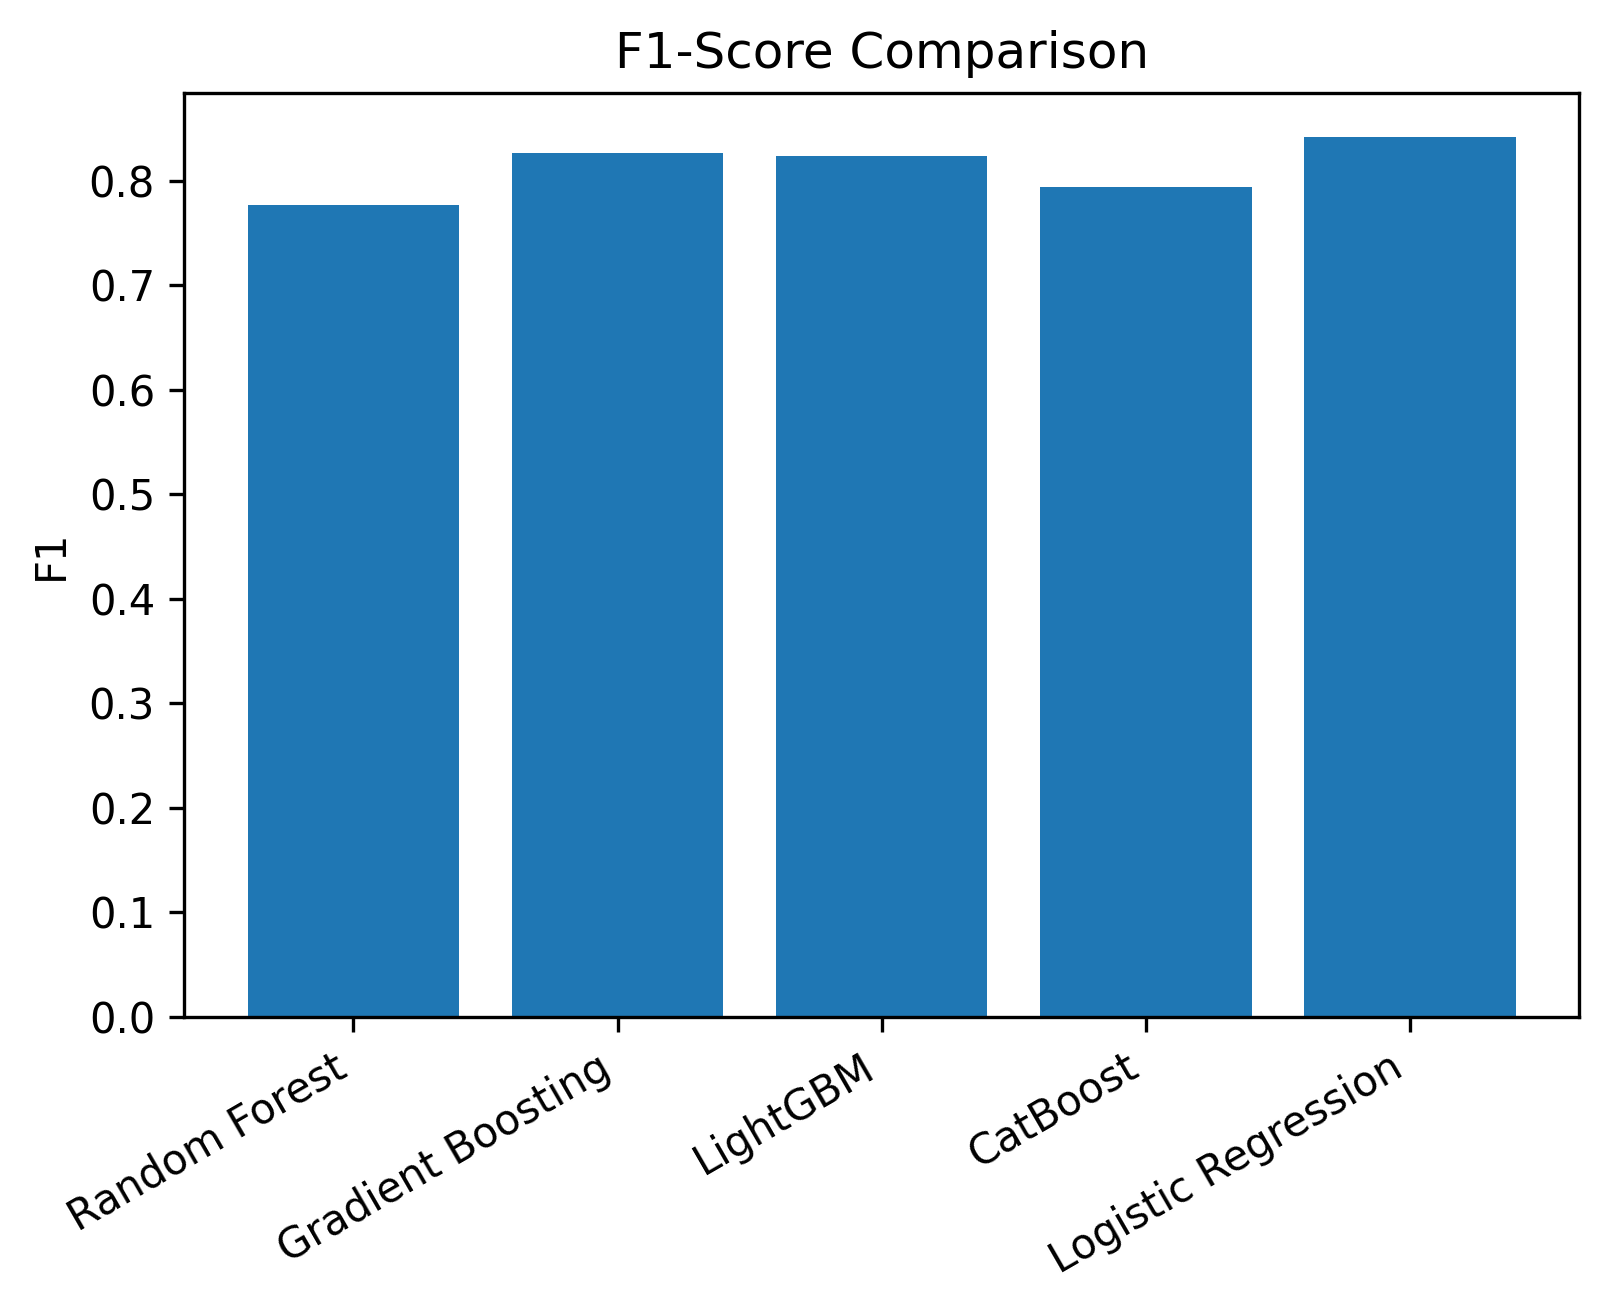 F1-Score Comparison
F1
0.8
0.7
0.6
0.5
0.4
0.3
0.2
0.1
0.0
Random Forest
Gradient Boosting
LightGBM
CatBoost
Logistic Regression